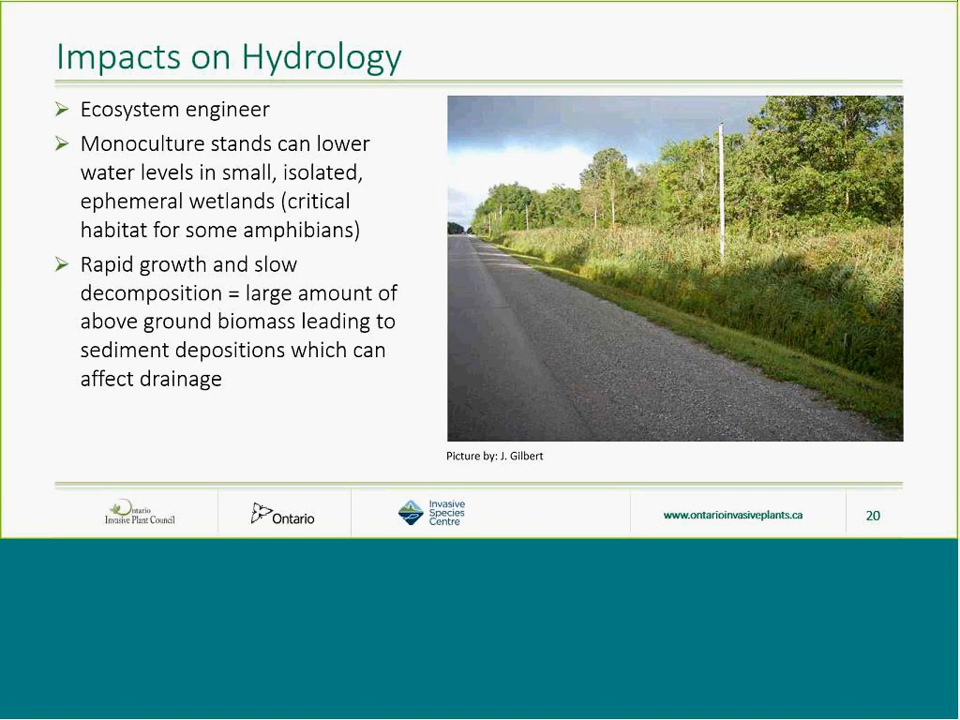 Impacts on Hydrology
Ecosystem engineer
Monoculture stands can lower
water levels in small, isolated,
ephemeral wetlands (critical
habitat for some amphibians)
Rapid growth and slow
decomposition = large amount of
above ground biomass leading to
sediment depositions which can
affect drainage
Picture by: J. Gilbert
Ontario
Invasive Plant Council
Ontario
Invasive
Species
Centre
www.ontarioinvasiveplants.ca
20